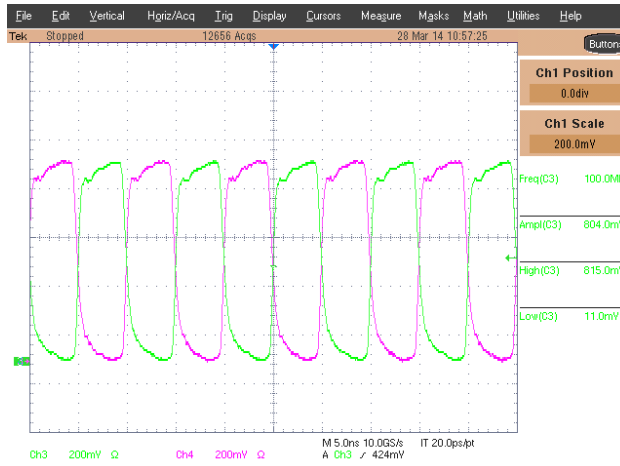 File Edit Vertical Horiz/Acq Trig Display Cursors Measure Masks Math Utilities Help
Tek Stopped 12656 Acqs 28 Mar 14 10:57:25
Buttons
Ch1 Position
0.0div
Ch1 Scale
200.0mV
Freq(C3) 100.0M
Ampl(C3) 804.0mV
High(C3) 815.0mV
Low(C3) 11.0mV
M 5.0ns 10.0GS/s IT 20.0ps/pt
Ch3 200mV Ω Ch4 200mV Ω A Ch3 ∕ 424mV